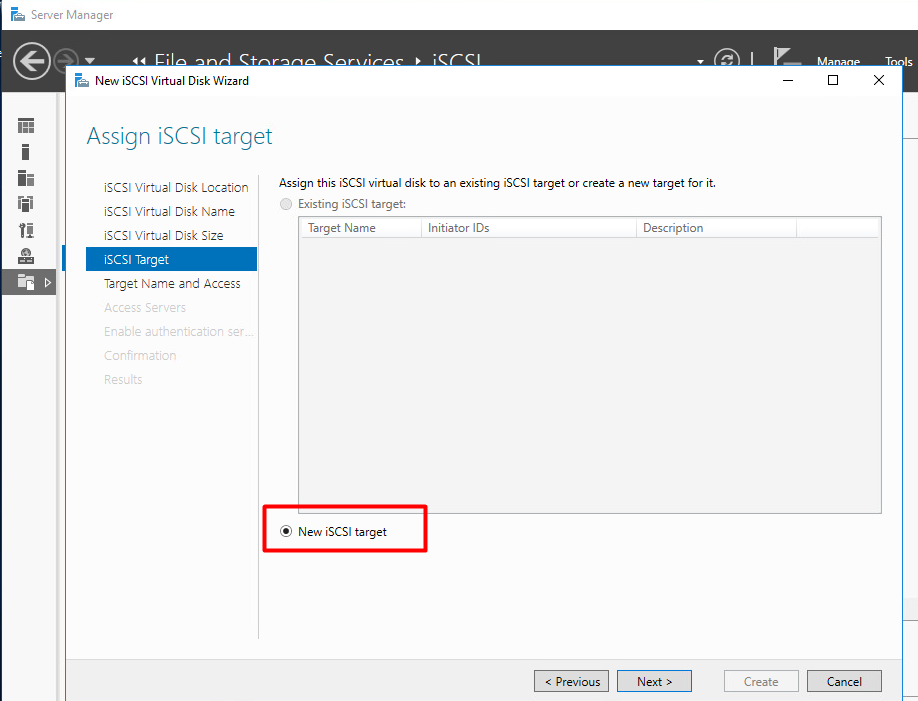 Server Manager
File and Storage Services iSCSI
Manage Tools
New iSCSI Virtual Disk Wizard
Assign iSCSI target
iSCSI Virtual Disk Location
iSCSI Virtual Disk Name
iSCSI Virtual Disk Size
iSCSI Target
Target Name and Access
Access Servers
Enable authentication ser...
Confirmation
Results
Assign this iSCSI virtual disk to an existing iSCSI target or create a new target for it.
Existing iSCSI target:
Target Name Initiator IDs Description
New iSCSI target
< Previous Next > Create Cancel